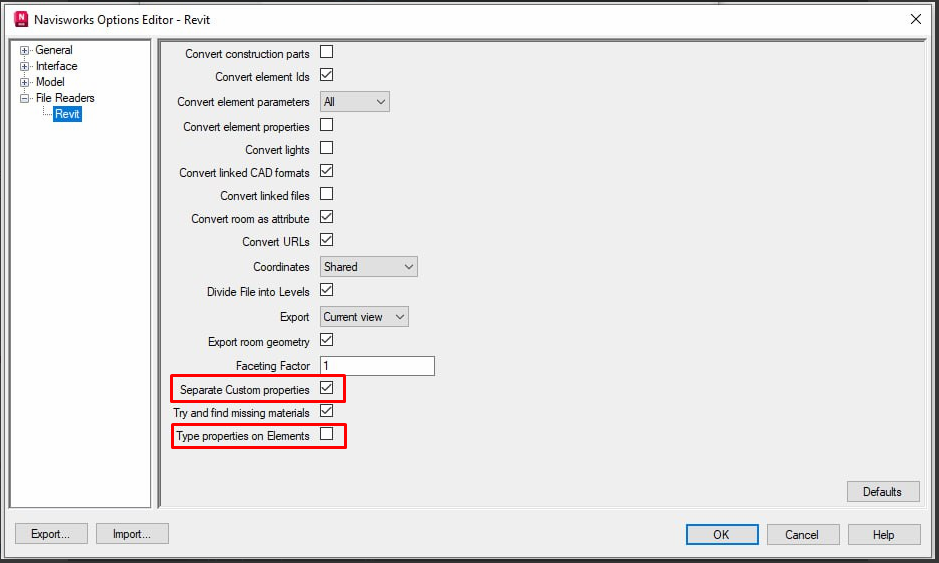 Navisworks Options Editor - Revit
General
Interface
Model
File Readers
Revit
Convert construction parts
Convert element Ids
Convert element parameters All
Convert element properties
Convert lights
Convert linked CAD formats
Convert linked files
Convert room as attribute
Convert URLs
Coordinates Shared
Divide File into Levels
Export Current view
Export room geometry
Faceting Factor 1
Separate Custom properties
Try and find missing materials
Type properties on Elements
Defaults
Export... Import... OK Cancel Help